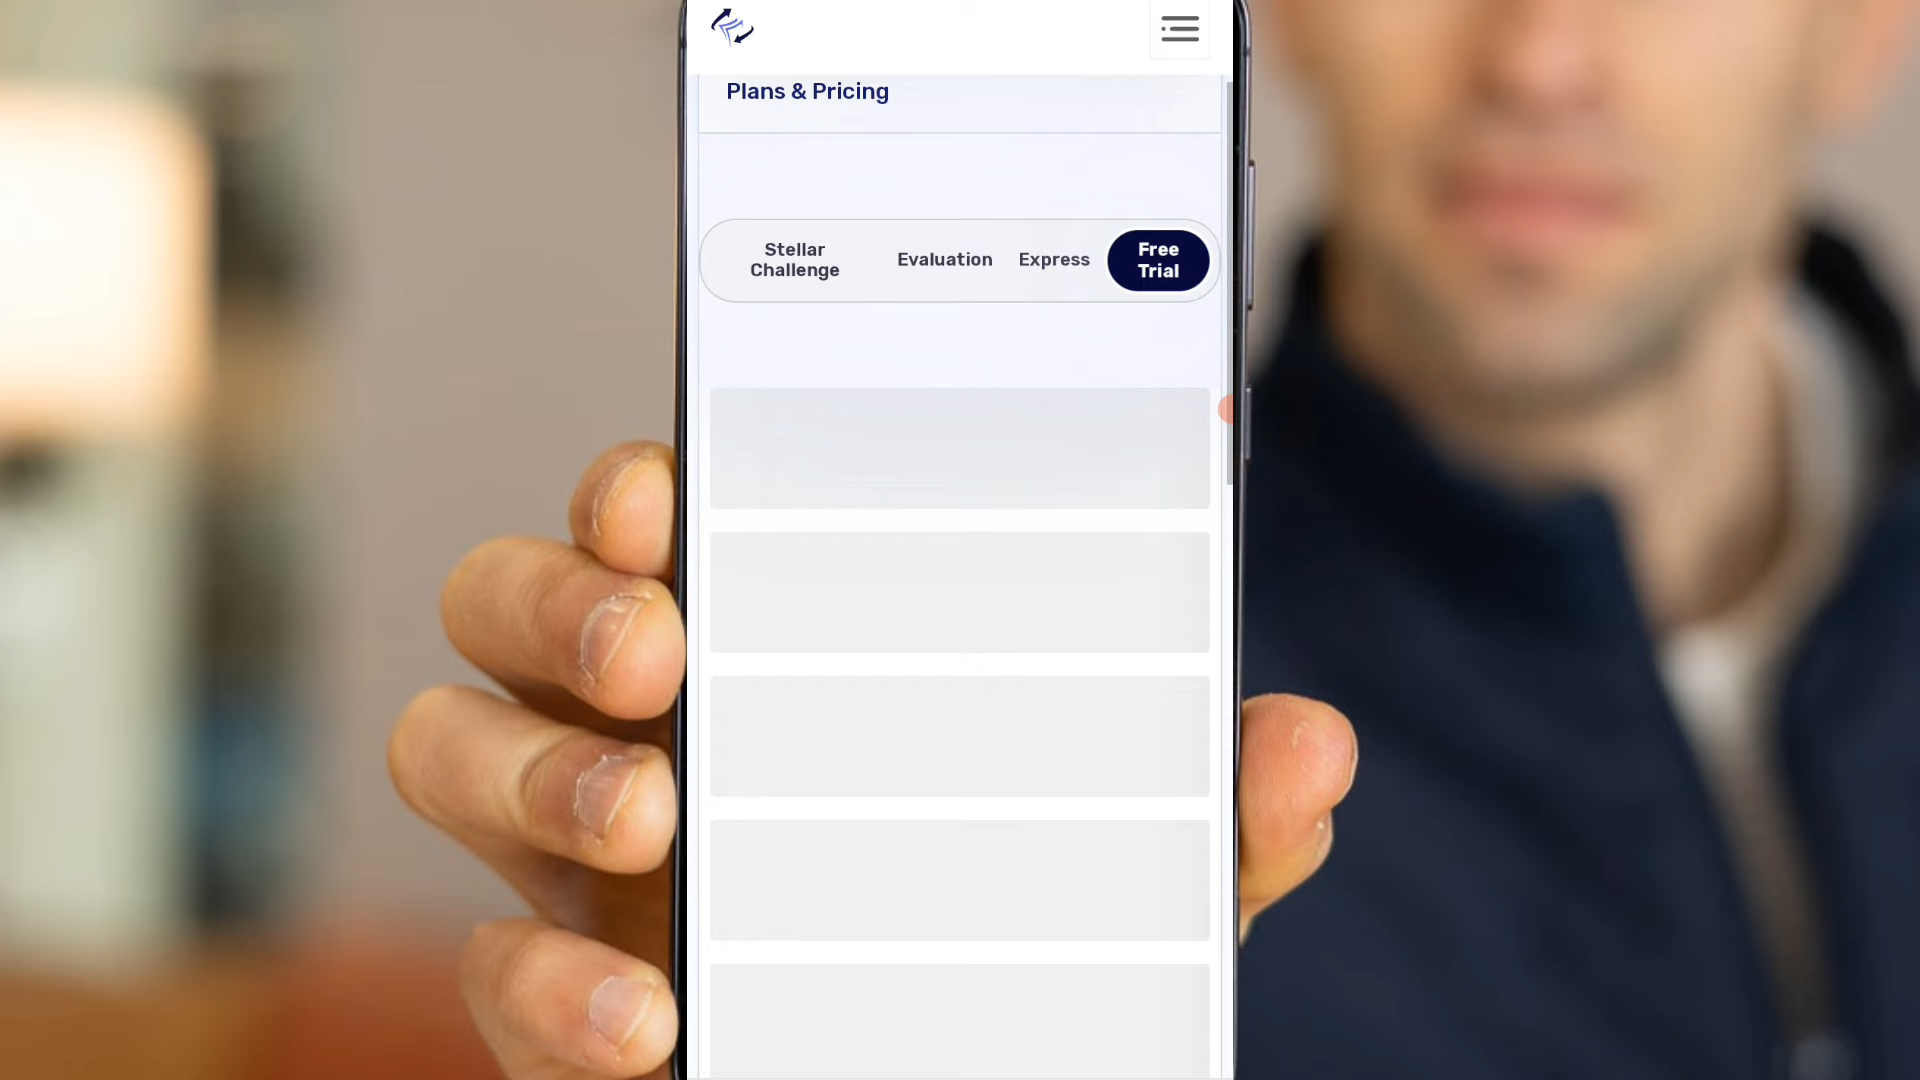 Plans & Pricing
Stellar
Challenge
Evaluation
Express
Free
Trial